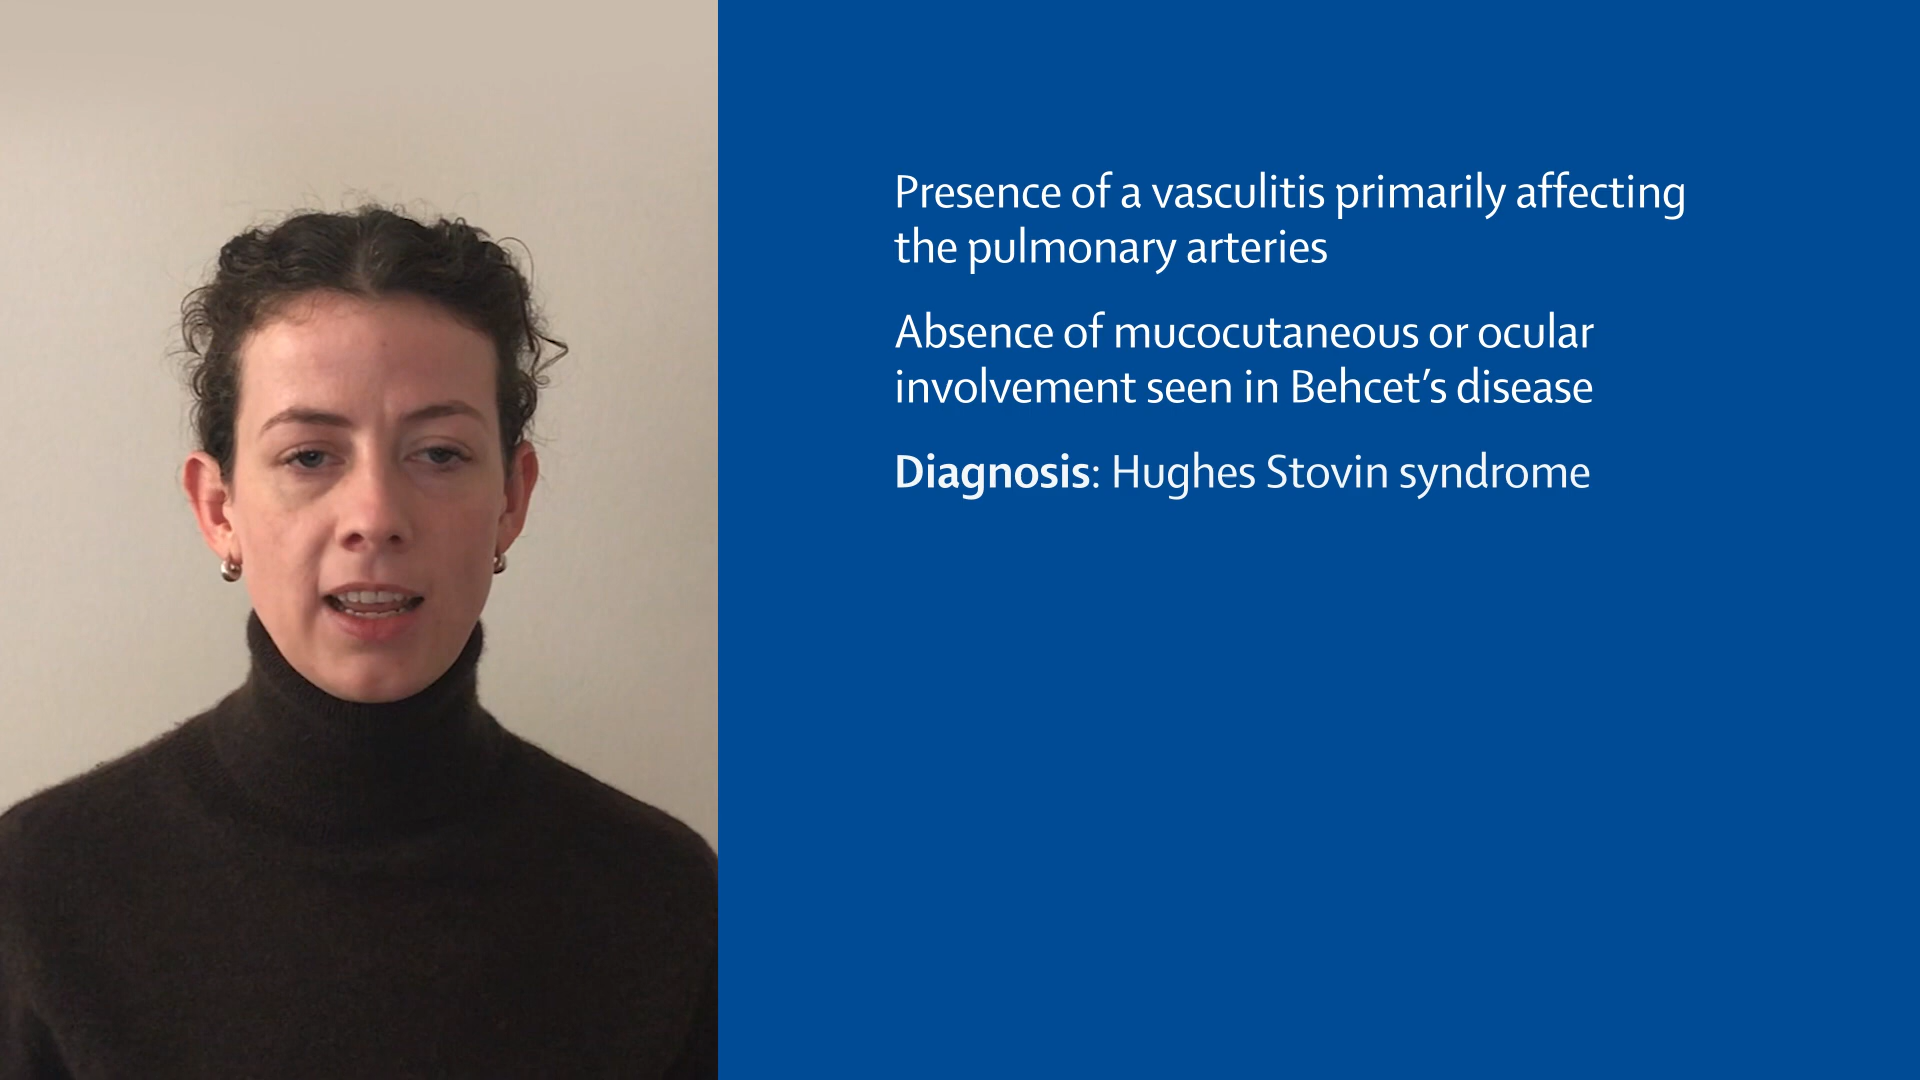 Presence of a vasculitis primarily affecting
the pulmonary arteries
Absence of mucocutaneous or ocular
involvement seen in Behcet’s disease
Diagnosis: Hughes Stovin syndrome